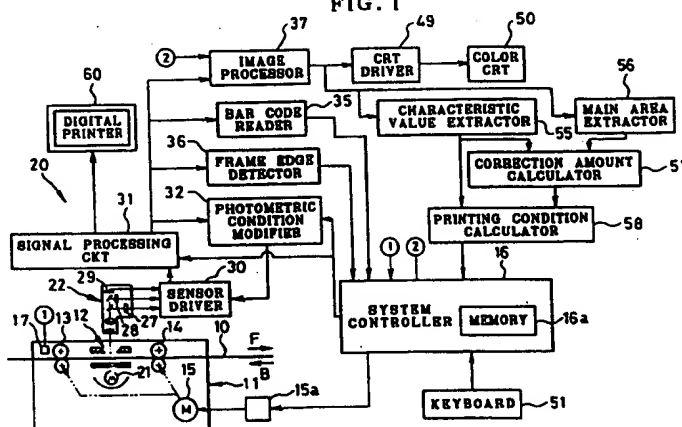 FIG. 1
37
49
50
2
IMAGE PROCESSOR
CRT DRIVER
COLOR CRT
60
DIGITAL PRINTER
35
BAR CODE READER
CHARACTERISTIC VALUE EXTRACTOR
55
56
MAIN AREA EXTRACTOR
36
FRAME EDGE DETECTOR
CORRECTION AMOUNT CALCULATOR
20
31
32
PHOTOMETRIC CONDITION MODIFIER
PRINTING CONDITION CALCULATOR
58
SIGNAL PROCESSING CKT
30
SENSOR DRIVER
1
2
16
SYSTEM CONTROLLER
MEMORY
16a
22
29
27
28
1
17
13
12
14
10
F
B
21
15
11
M
15a
KEYBOARD
51